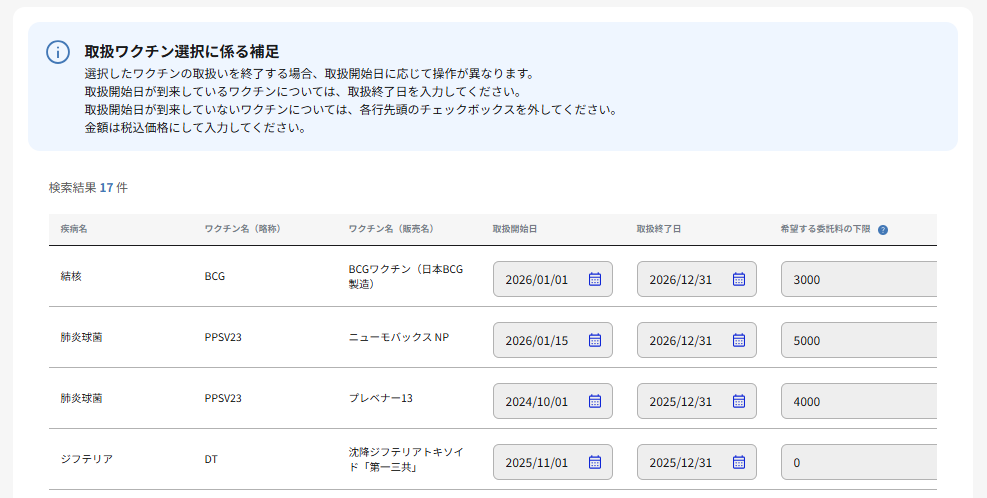 取扱ワクチン選択に係る補足
選択したワクチンの取扱いを終了する場合、取扱開始日に応じて操作が異なります。
取扱開始日が到来しているワクチンについては、取扱終了日を入力してください。
取扱開始日が到来していないワクチンについては、各行先頭のチェックボックスを外してください。
金額は税込価格にして入力してください。
検索結果 17 件
疾病名 ワクチン名（略称） ワクチン名（販売名） 取扱開始日 取扱終了日 希望する委託料の下限 ?
結核 BCG BCGワクチン（日本BCG
製造） 2026/01/01 2026/12/31 3000
肺炎球菌 PPSV23 ニューモバックス NP 2026/01/15 2026/12/31 5000
肺炎球菌 PPSV23 プレベナー13 2024/10/01 2025/12/31 4000
ジフテリア DT 沈降ジフテリアトキソイ
ド「第一三共」 2025/11/01 2025/12/31 0